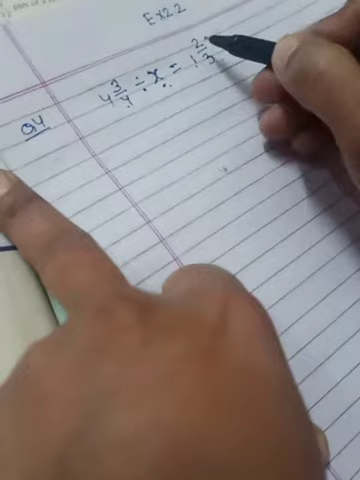 Ex 2.2
Q4 4 3/4 ÷ x = 1 2/3